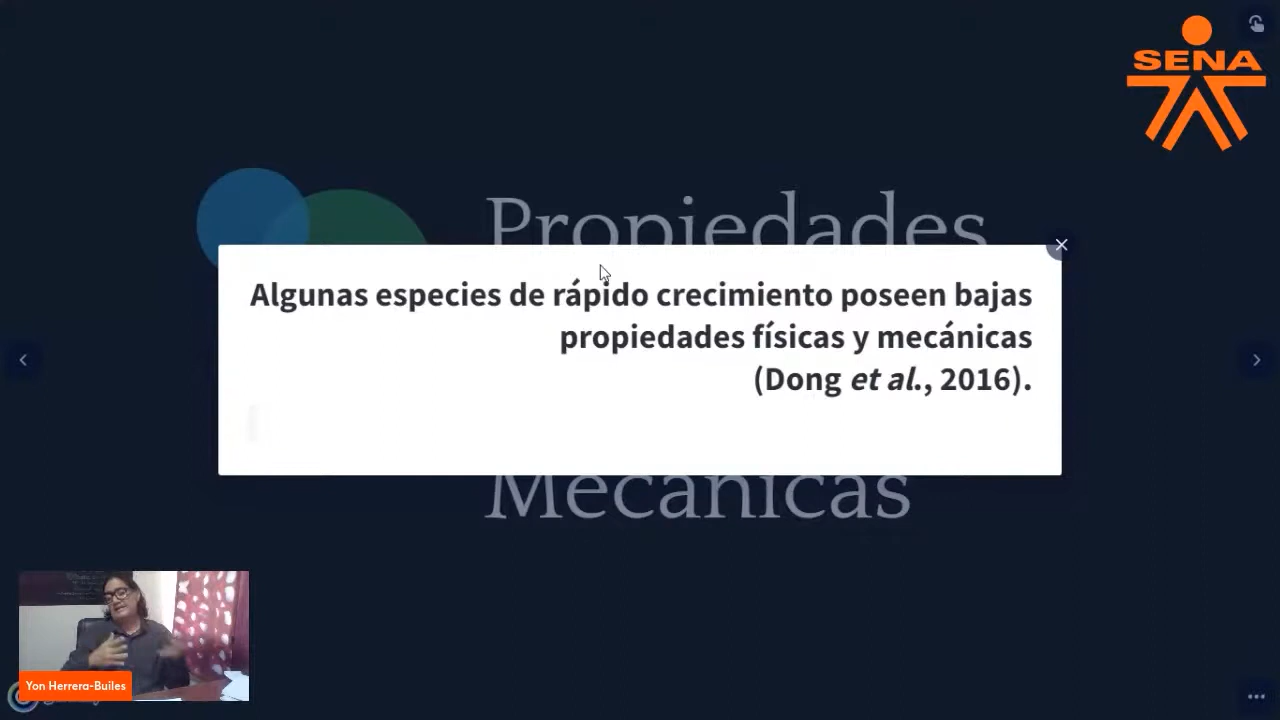 SENA
Propiedades
Algunas especies de rápido crecimiento poseen bajas
propiedades físicas y mecánicas
(Dong et al., 2016).
Mecánicas
Yon Herrera-Builes